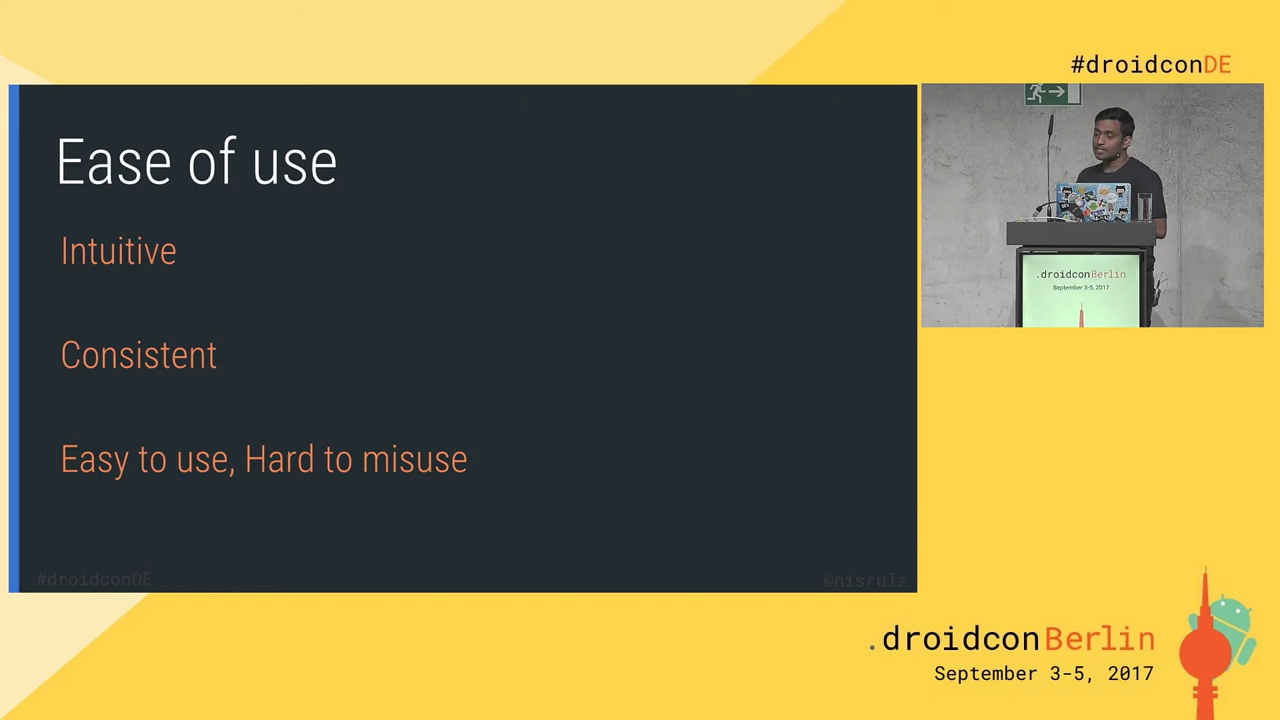 #droidconDE
Ease of use
Intuitive
Consistent
Easy to use, Hard to misuse
#droidconDE
@nisrulz
.droidconBerlin
September 3-5, 2017
.droidconBerlin
September 3-5, 2017